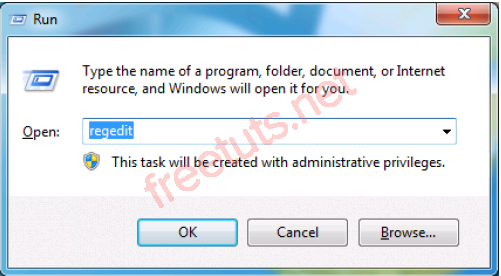 Run
Type the name of a program, folder, document, or Internet
resource, and Windows will open it for you.
Open:
regedit
This task will be created with administrative privileges.
freetuts.net
OK
Cancel
Browse...